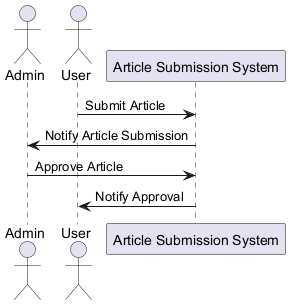 Admin
User
Article Submission System
Submit Article
Notify Article Submission
Approve Article
Notify Approval
Admin
User
Article Submission System